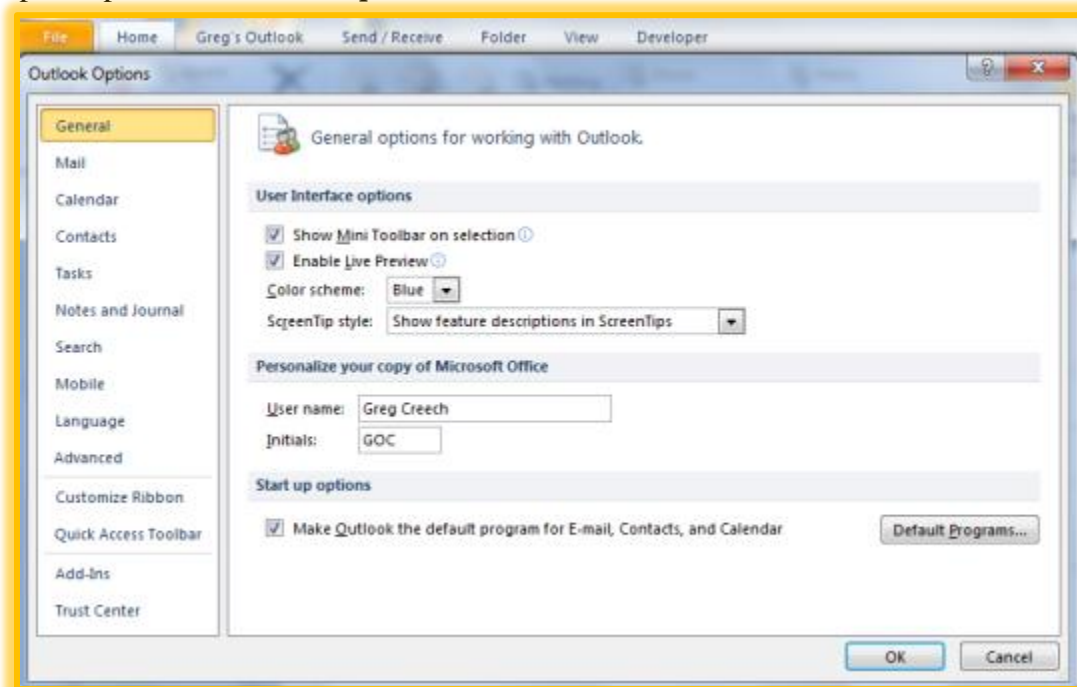 File Home Greg's Outlook Send / Receive Folder View Developer
Outlook Options
General
Mail
Calendar
Contacts
Tasks
Notes and Journal
Search
Mobile
Language
Advanced
Customize Ribbon
Quick Access Toolbar
Add-Ins
Trust Center
General options for working with Outlook.
User Interface options
Show Mini Toolbar on selection
Enable Live Preview
Color scheme: Blue
ScreenTip style: Show feature descriptions in ScreenTips
Personalize your copy of Microsoft Office
User name: Greg Creech
Initials: GOC
Start up options
Make Outlook the default program for E-mail, Contacts, and Calendar Default Programs...
OK Cancel